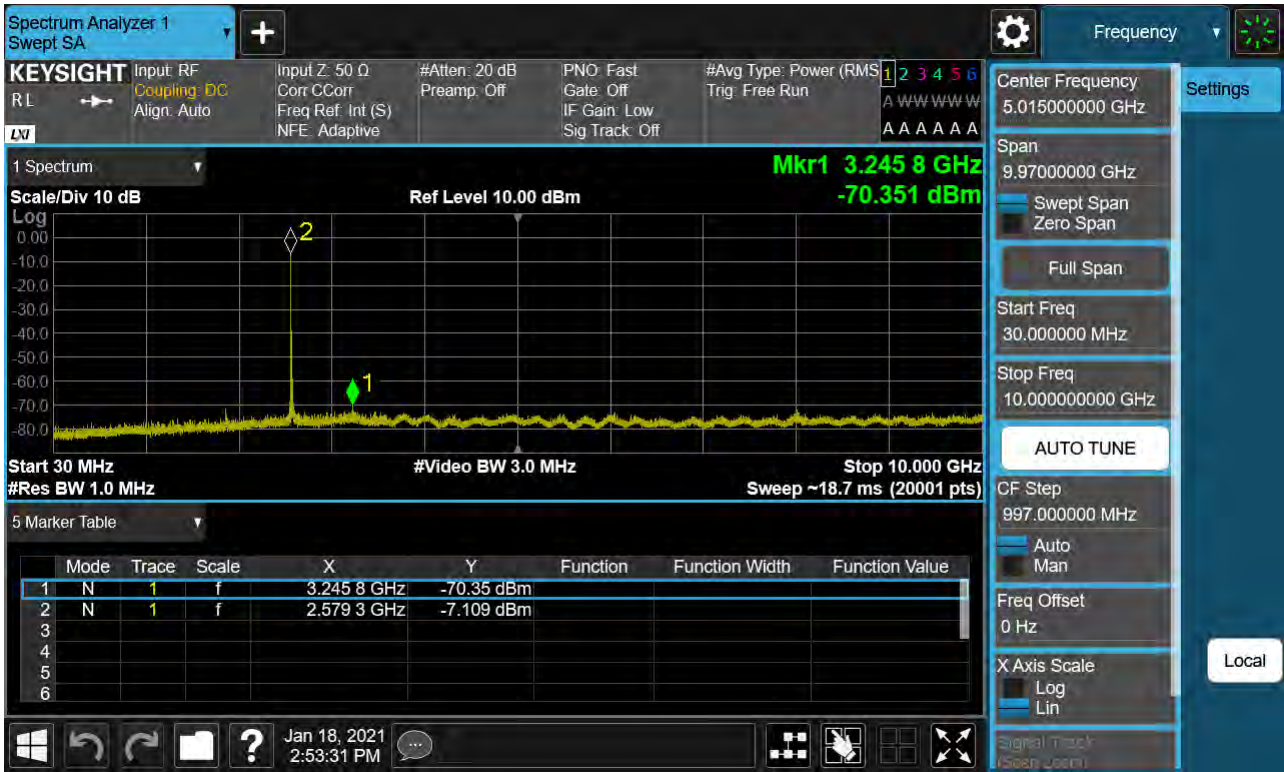 Spectrum Analyzer 1
Swept SA
+
Frequency
KEYSIGHT
RL
LXI
Input: RF
Coupling: DC
Align: Auto
Input Z: 50 Ω
Corr CCorr
Freq Ref: Int (S)
NFE: Adaptive
#Atten: 20 dB
Preamp: Off
PNO: Fast
Gate: Off
IF Gain: Low
Sig Track: Off
#Avg Type: Power (RMS
Trig: Free Run
1 2 3 4 5 6
A W W W W W
A A A A A A
1 Spectrum
Mkr1 3.245 8 GHz
-70.351 dBm
Scale/Div 10 dB
Ref Level 10.00 dBm
Log
0.00
-10.0
-20.0
-30.0
-40.0
-50.0
-60.0
-70.0
-80.0
2
1
Start 30 MHz
#Video BW 3.0 MHz
Stop 10.000 GHz
#Res BW 1.0 MHz
Sweep ~18.7 ms (20001 pts)
5 Marker Table
Mode Trace Scale X Y Function Function Width Function Value
1 N 1 f 3.245 8 GHz -70.35 dBm
2 N 1 f 2.579 3 GHz -7.109 dBm
3
4
5
6
Jan 18, 2021
2:53:31 PM
?
Center Frequency
5.015000000 GHz
Settings
Span
9.97000000 GHz
Swept Span
Zero Span
Full Span
Start Freq
30.000000 MHz
Stop Freq
10.000000000 GHz
AUTO TUNE
CF Step
997.000000 MHz
Auto
Man
Freq Offset
0 Hz
X Axis Scale
Log
Lin
Local
Signal Track
(Span Zoom)